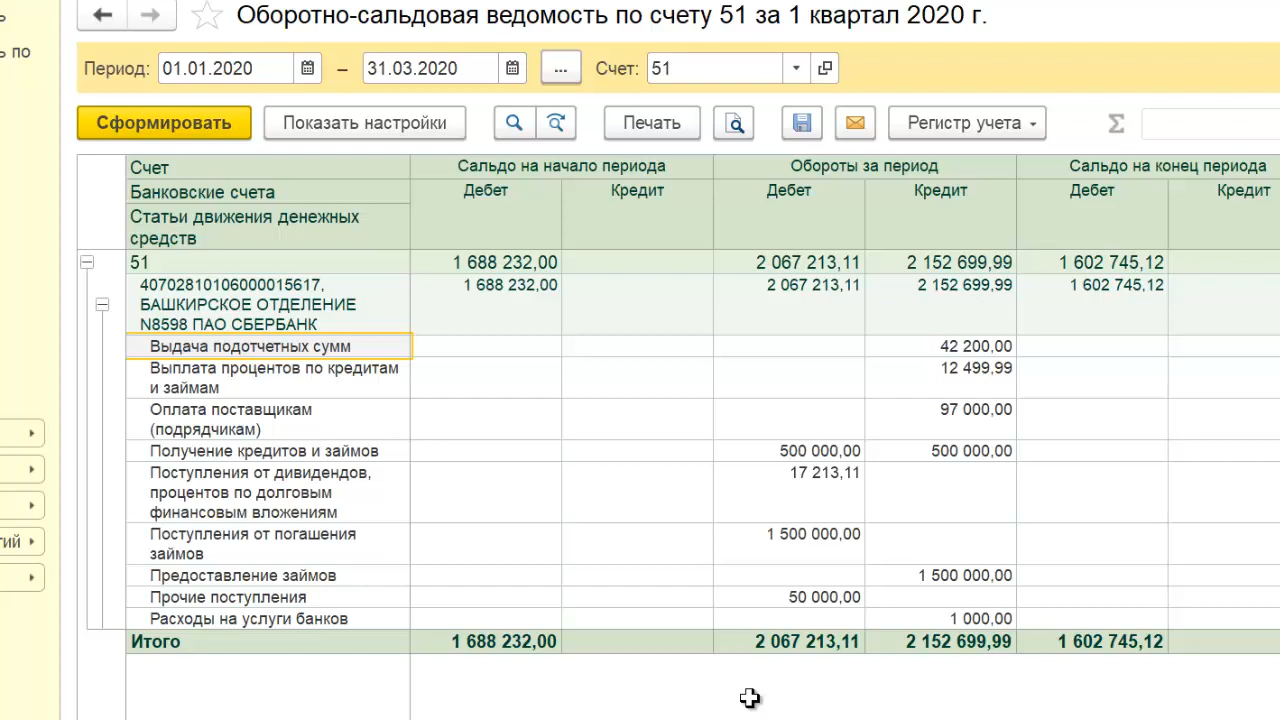 Оборотно-сальдовая ведомость по счету 51 за 1 квартал 2020 г.
ь по
Период: 01.01.2020 – 31.03.2020 ... Счет: 51
Сформировать Показать настройки Печать Регистр учета Σ
Счет Сальдо на начало периода Обороты за период Сальдо на конец периода
Банковские счета Дебет Кредит Дебет Кредит Дебет Кредит
Статьи движения денежных
средств
51 1 688 232,00 2 067 213,11 2 152 699,99 1 602 745,12
40702810106000015617, 1 688 232,00 2 067 213,11 2 152 699,99 1 602 745,12
БАШКИРСКОЕ ОТДЕЛЕНИЕ
N8598 ПАО СБЕРБАНК
Выдача подотчетных сумм 42 200,00
Выплата процентов по кредитам 12 499,99
и займам
Оплата поставщикам 97 000,00
(подрядчикам)
Получение кредитов и займов 500 000,00 500 000,00
Поступления от дивидендов, 17 213,11
процентов по долговым
финансовым вложениям
Поступления от погашения 1 500 000,00
займов
тий
Предоставление займов 1 500 000,00
Прочие поступления 50 000,00
Расходы на услуги банков 1 000,00
Итого 1 688 232,00 2 067 213,11 2 152 699,99 1 602 745,12